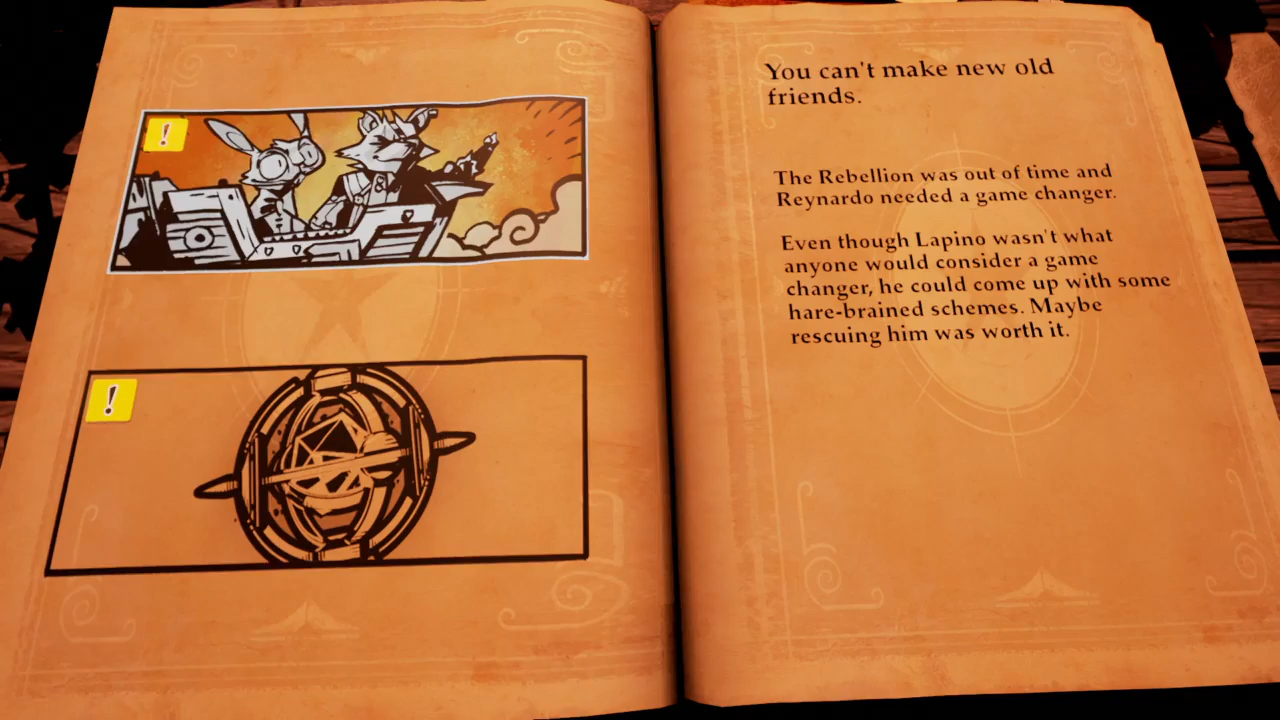 !
!
You can't make new old
friends.
The Rebellion was out of time and
Reynardo needed a game changer.
Even though Lapino wasn't what
anyone would consider a game
changer, he could come up with some
hare-brained schemes. Maybe
rescuing him was worth it.